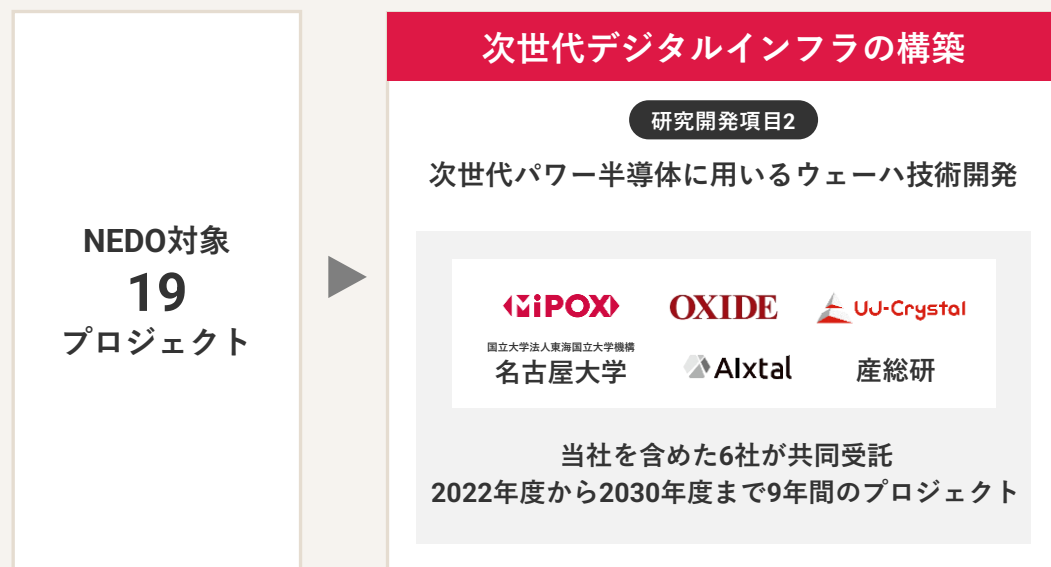 NEDO対象
19
プロジェクト
次世代デジタルインフラの構築
研究開発項目2
次世代パワー半導体に用いるウェーハ技術開発
MiPOX
OXIDE
UJ-Crystal
国立大学法人東海国立大学機構
名古屋大学
AIxtal
産総研
当社を含めた6社が共同受託
2022年度から2030年度まで9年間のプロジェクト